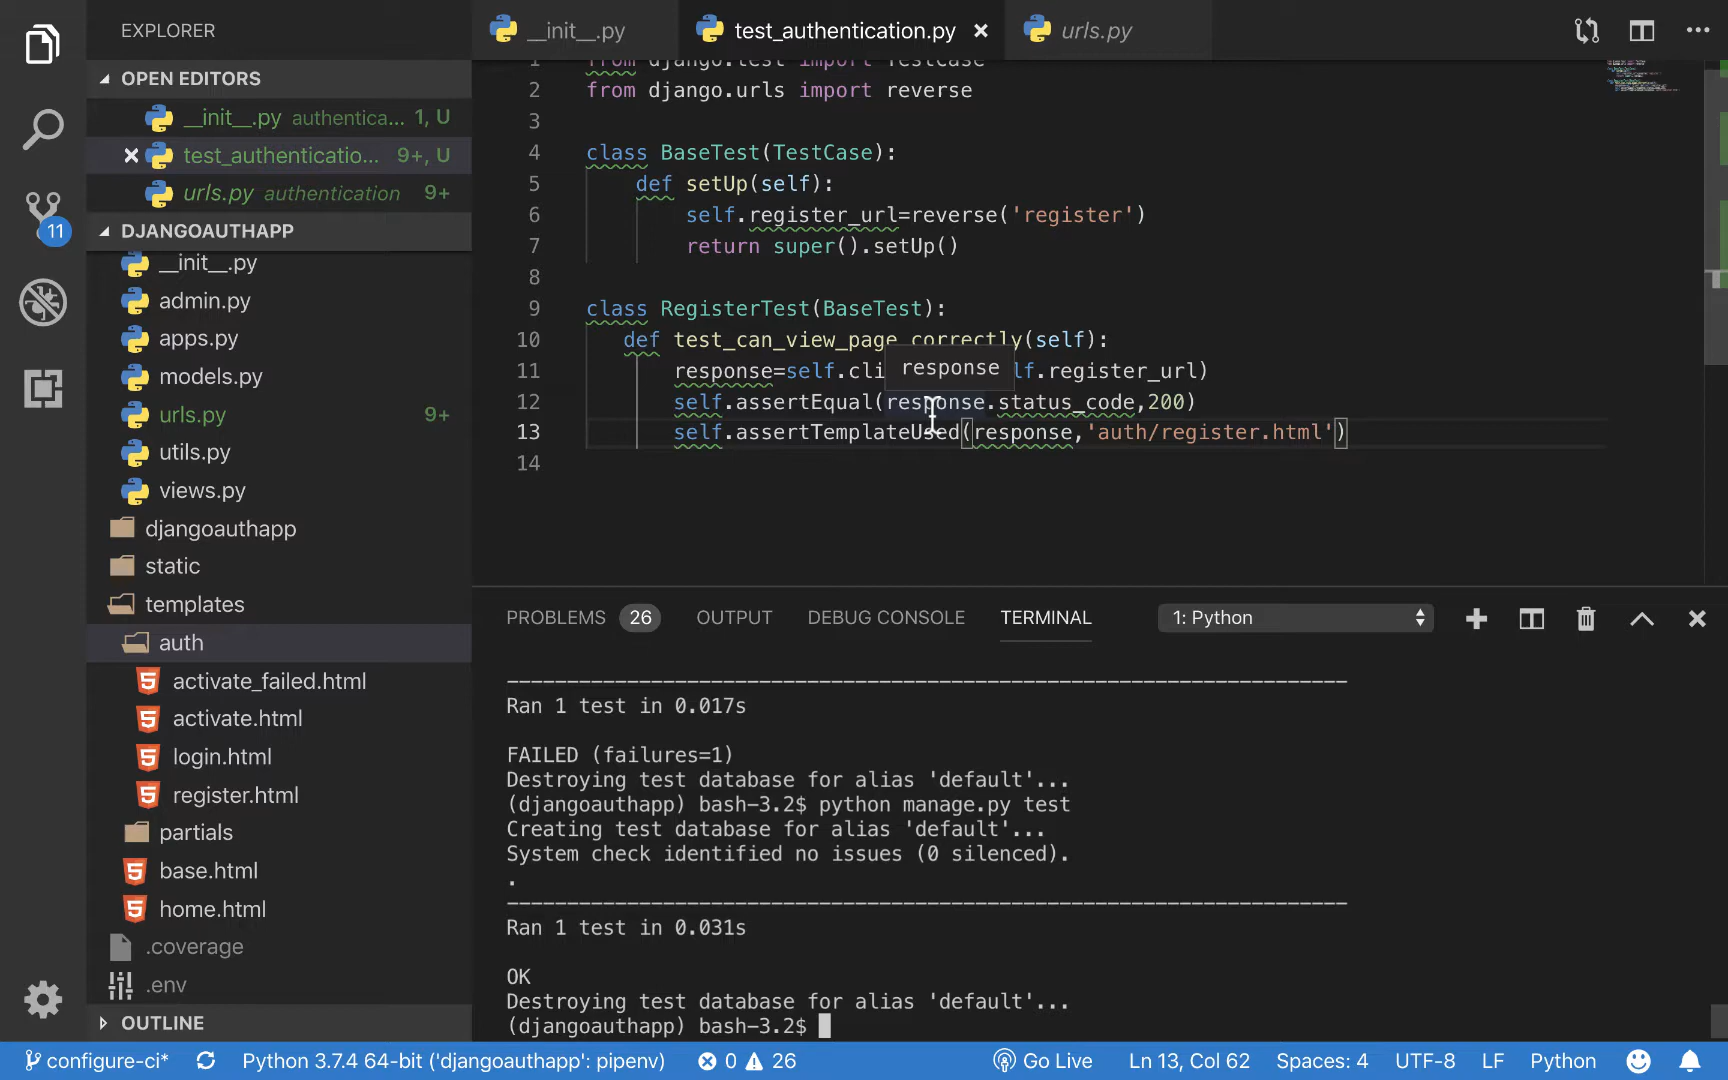 EXPLORER
OPEN EDITORS
__init__.py authentica... 1, U
test_authenticatio... 9+, U
urls.py authentication 9+
DJANGOAUTHAPP
__init__.py
admin.py
apps.py
models.py
urls.py 9+
utils.py
views.py
djangoauthapp
static
templates
auth
activate_failed.html
activate.html
login.html
register.html
partials
base.html
home.html
.coverage
.env
OUTLINE
11
__init__.py test_authentication.py urls.py
1 from django.test import TestCase
2 from django.urls import reverse
3
4 class BaseTest(TestCase):
5 def setUp(self):
6 self.register_url=reverse('register')
7 return super().setUp()
8
9 class RegisterTest(BaseTest):
10 def test_can_view_page_correctly(self):
11 response=self.cli lf.register_url)
response
12 self.assertEqual(response.status_code,200)
13 self.assertTemplateUsed(response,'auth/register.html')
14
PROBLEMS 26 OUTPUT DEBUG CONSOLE TERMINAL 1: Python
----------------------------------------------------------------------
Ran 1 test in 0.017s
FAILED (failures=1)
Destroying test database for alias 'default'...
(djangoauthapp) bash-3.2$ python manage.py test
Creating test database for alias 'default'...
System check identified no issues (0 silenced).
.
----------------------------------------------------------------------
Ran 1 test in 0.031s
OK
Destroying test database for alias 'default'...
(djangoauthapp) bash-3.2$
configure-ci* Python 3.7.4 64-bit ('djangoauthapp': pipenv) 0 26 Go Live Ln 13, Col 62 Spaces: 4 UTF-8 LF Python